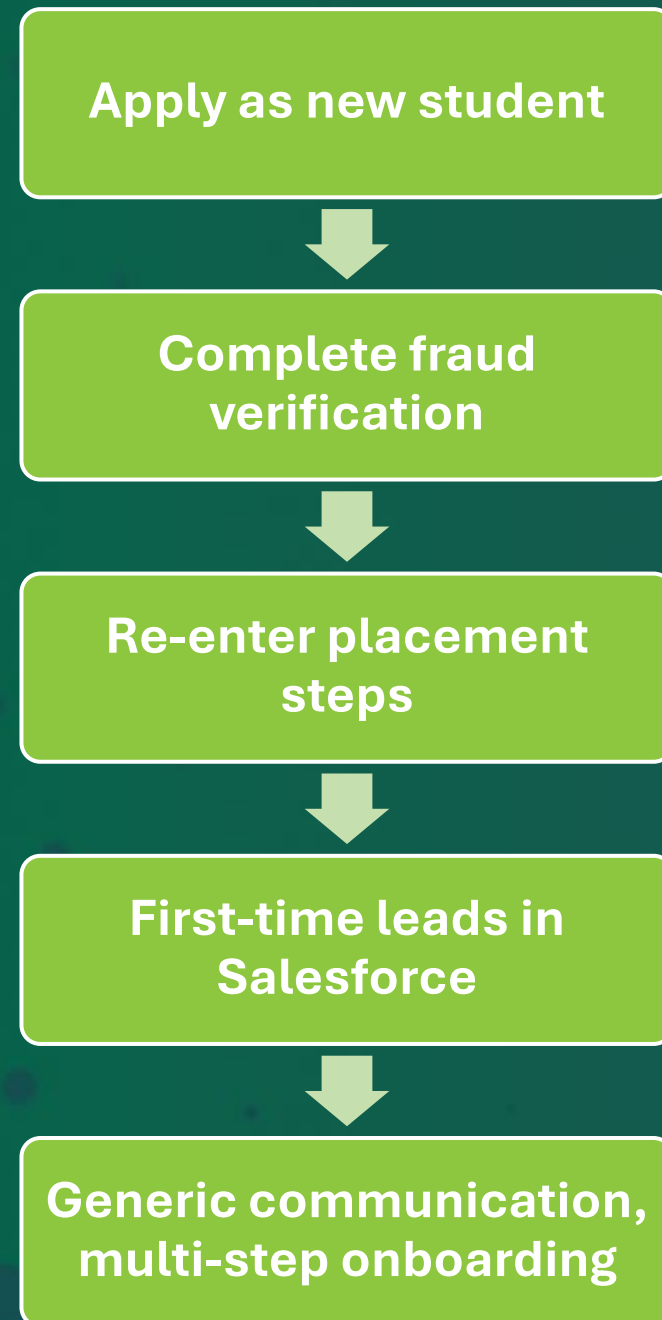 Apply as new student
Complete fraud
verification
Re-enter placement
steps
First-time leads in
Salesforce
Generic communication,
multi-step onboarding